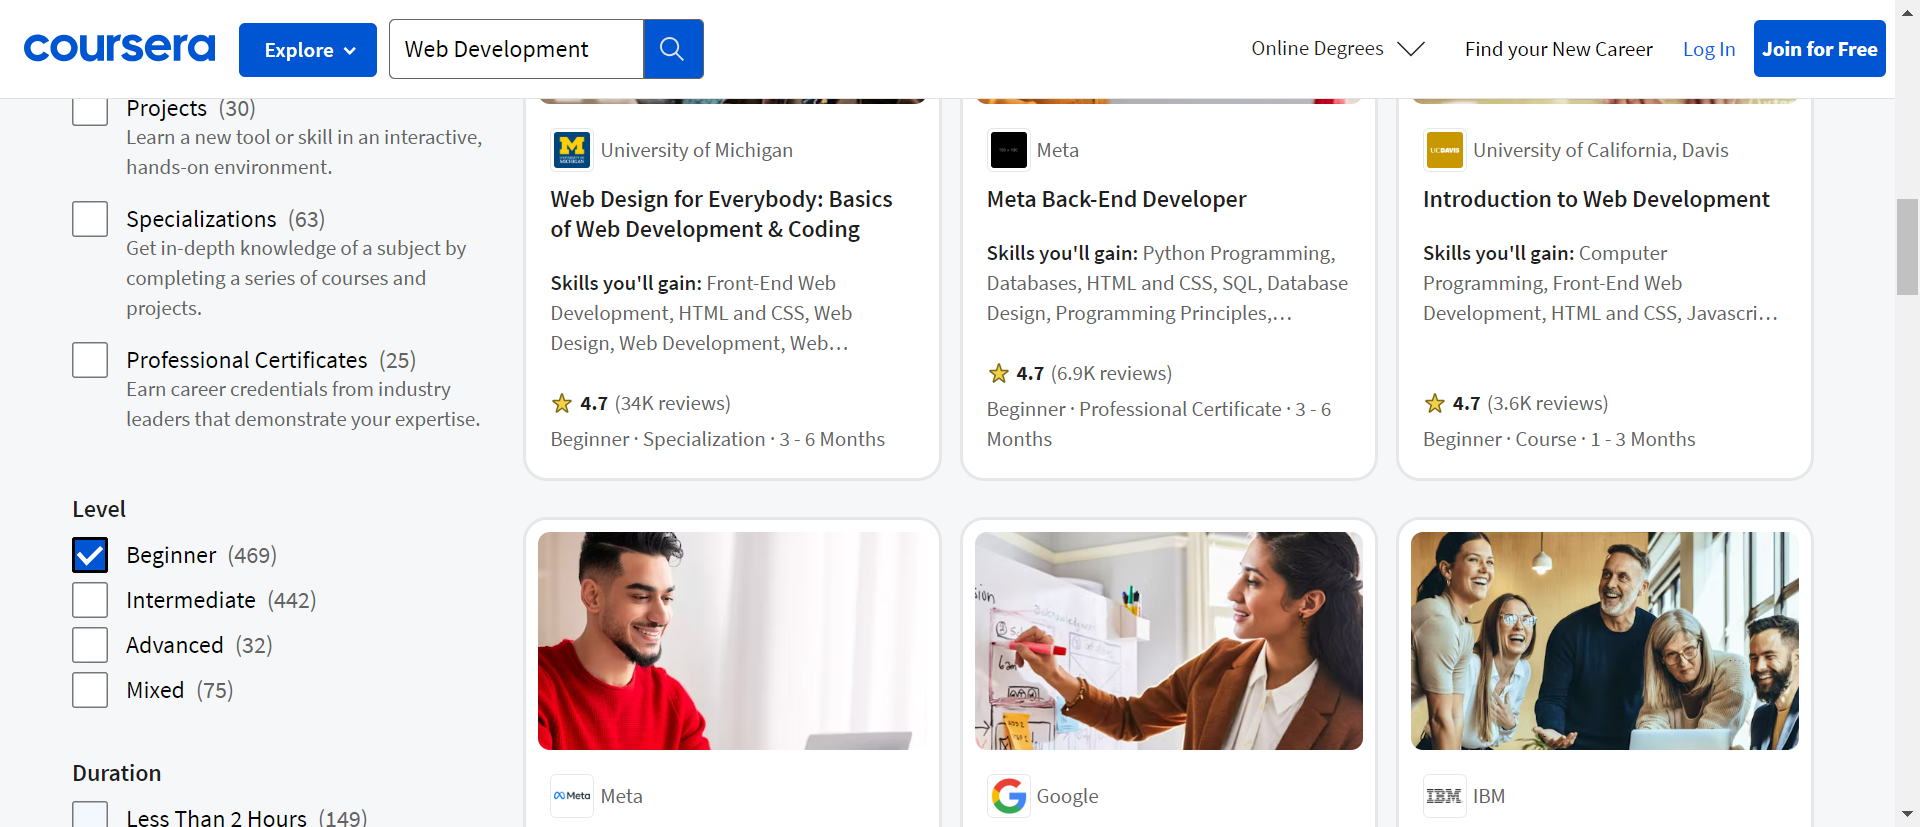 coursera
Explore
Web Development
Online Degrees
Find your New Career
Log In
Join for Free
Projects (30)
Learn a new tool or skill in an interactive,
hands-on environment.
Specializations (63)
Get in-depth knowledge of a subject by
completing a series of courses and
projects.
Professional Certificates (25)
Earn career credentials from industry
leaders that demonstrate your expertise.
Level
Beginner (469)
Intermediate (442)
Advanced (32)
Mixed (75)
Duration
Less Than 2 Hours (149)
University of Michigan
Web Design for Everybody: Basics
of Web Development & Coding
Skills you'll gain: Front-End Web
Development, HTML and CSS, Web
Design, Web Development, Web...
4.7 (34K reviews)
Beginner · Specialization · 3 - 6 Months
Meta
Meta Back-End Developer
Skills you'll gain: Python Programming,
Databases, HTML and CSS, SQL, Database
Design, Programming Principles,...
4.7 (6.9K reviews)
Beginner · Professional Certificate · 3 - 6
Months
UCDAVIS
University of California, Davis
Introduction to Web Development
Skills you'll gain: Computer
Programming, Front-End Web
Development, HTML and CSS, Javascri...
4.7 (3.6K reviews)
Beginner · Course · 1 - 3 Months
Meta
Meta
Google
IBM
IBM